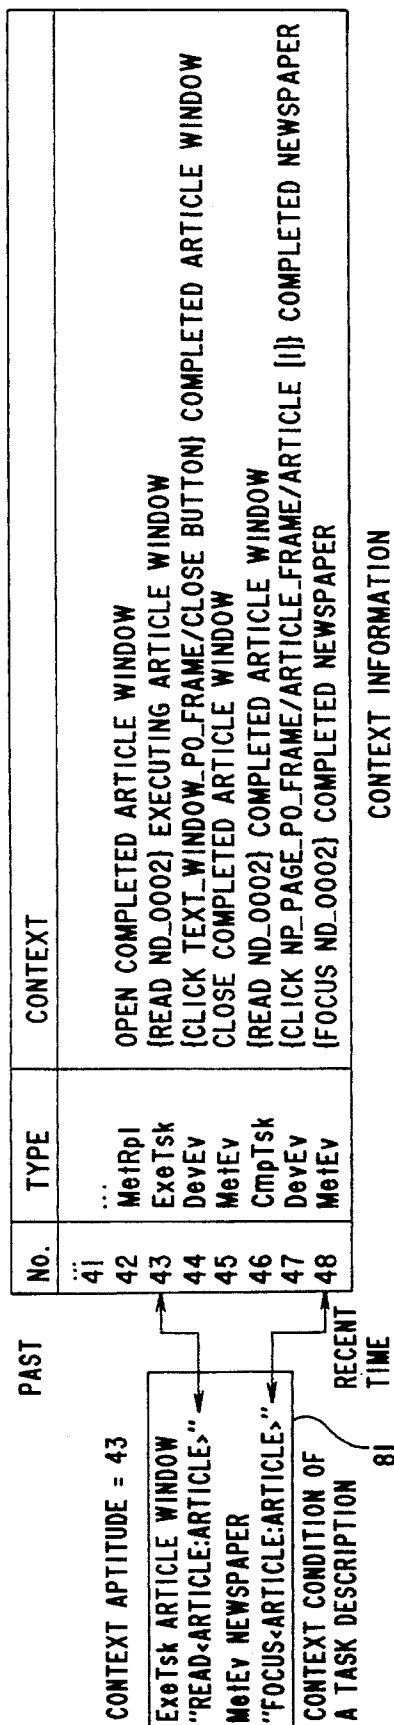 CONTEXT APTITUDE = 43
ExeTsk ARTICLE WINDOW
"READ<ARTICLE:ARTICLE>"
MetEv NEWSPAPER
"FOCUS<ARTICLE:ARTICLE>"
CONTEXT CONDITION OF
A TASK DESCRIPTION
81
PAST
RECENT
TIME
No. TYPE CONTEXT
...
41 ...
42 MetRpl OPEN COMPLETED ARTICLE WINDOW
43 ExeTsk {READ ND_0002} EXECUTING ARTICLE WINDOW
44 DevEv {CLICK TEXT_WINDOW_PO_FRAME/CLOSE BUTTON} COMPLETED ARTICLE WINDOW
45 MetEv CLOSE COMPLETED ARTICLE WINDOW
46 CmpTsk {READ ND_0002} COMPLETED ARTICLE WINDOW
47 DevEv {CLICK NP_PAGE_PO_FRAME/ARTICLE_FRAME/ARTICLE [1]} COMPLETED NEWSPAPER
48 MetEv {FOCUS ND_0002} COMPLETED NEWSPAPER
CONTEXT INFORMATION